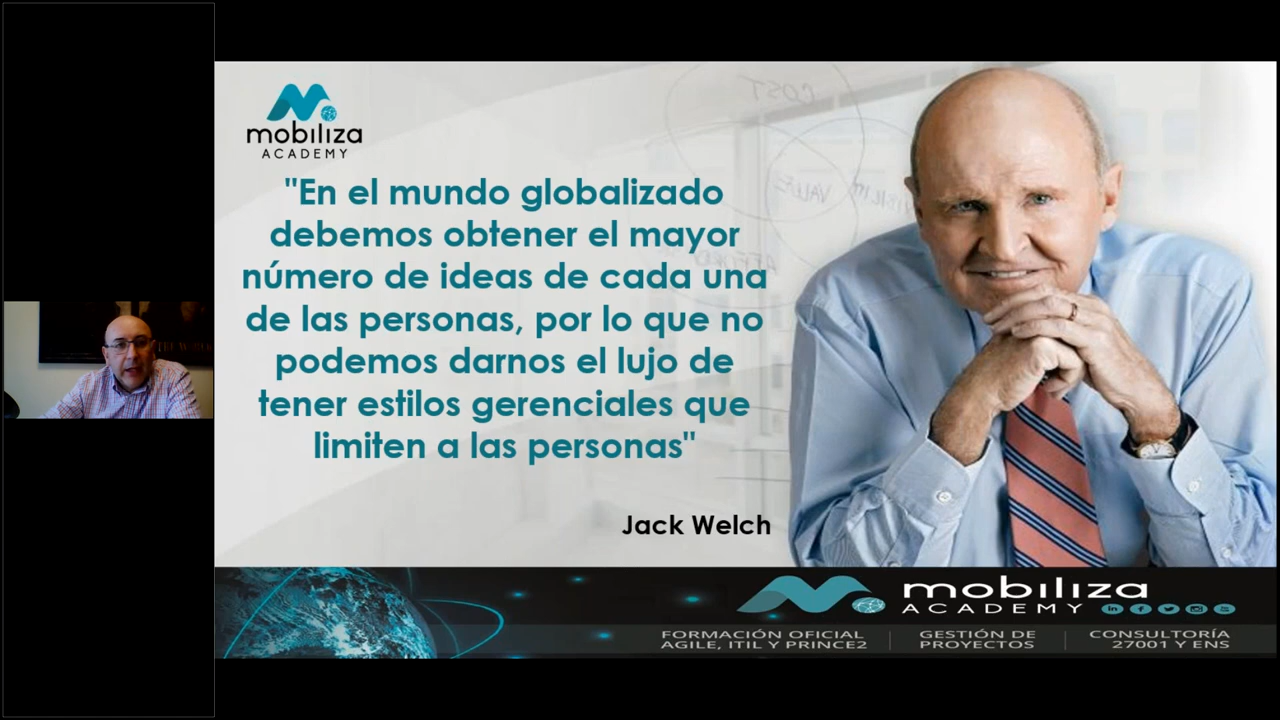 mobiliza
ACADEMY
"En el mundo globalizado
debemos obtener el mayor
número de ideas de cada una
de las personas, por lo que no
podemos darnos el lujo de
tener estilos gerenciales que
limiten a las personas"
Jack Welch
COST
VALUE
mobiliza
ACADEMY
FORMACIÓN OFICIAL
AGILE, ITIL Y PRINCE2
GESTIÓN DE
PROYECTOS
CONSULTORÍA
27001 Y ENS